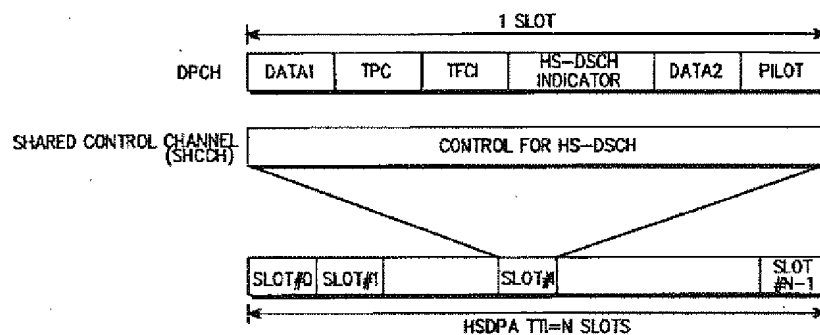 1 SLOT
DPCH
DATA1
TPC
TFCI
HS-DSCH
INDICATOR
DATA2
PILOT
SHARED CONTROL CHANNEL
(SHCCH)
CONTROL FOR HS-DSCH
SLOT#0
SLOT#1
SLOT#i
SLOT
#N-1
HSDPA TTI=N SLOTS